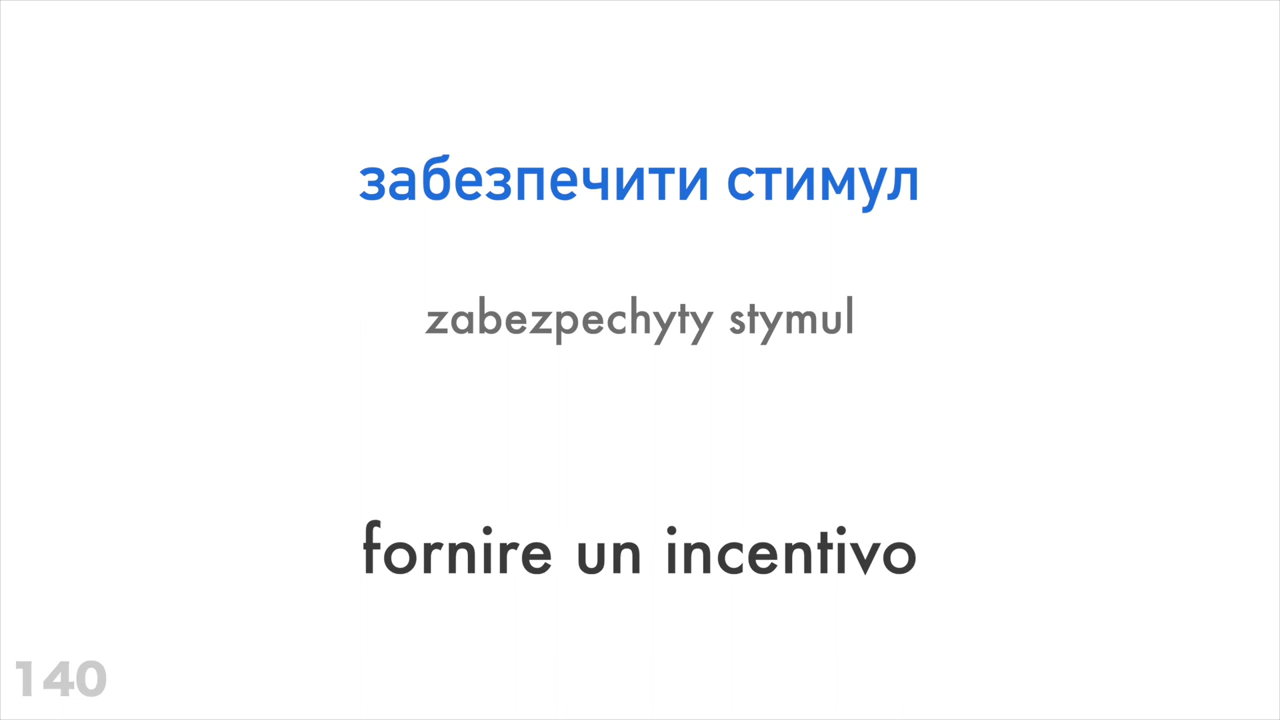 забезпечити стимул
zabezpechyty stymul
fornire un incentivo
140